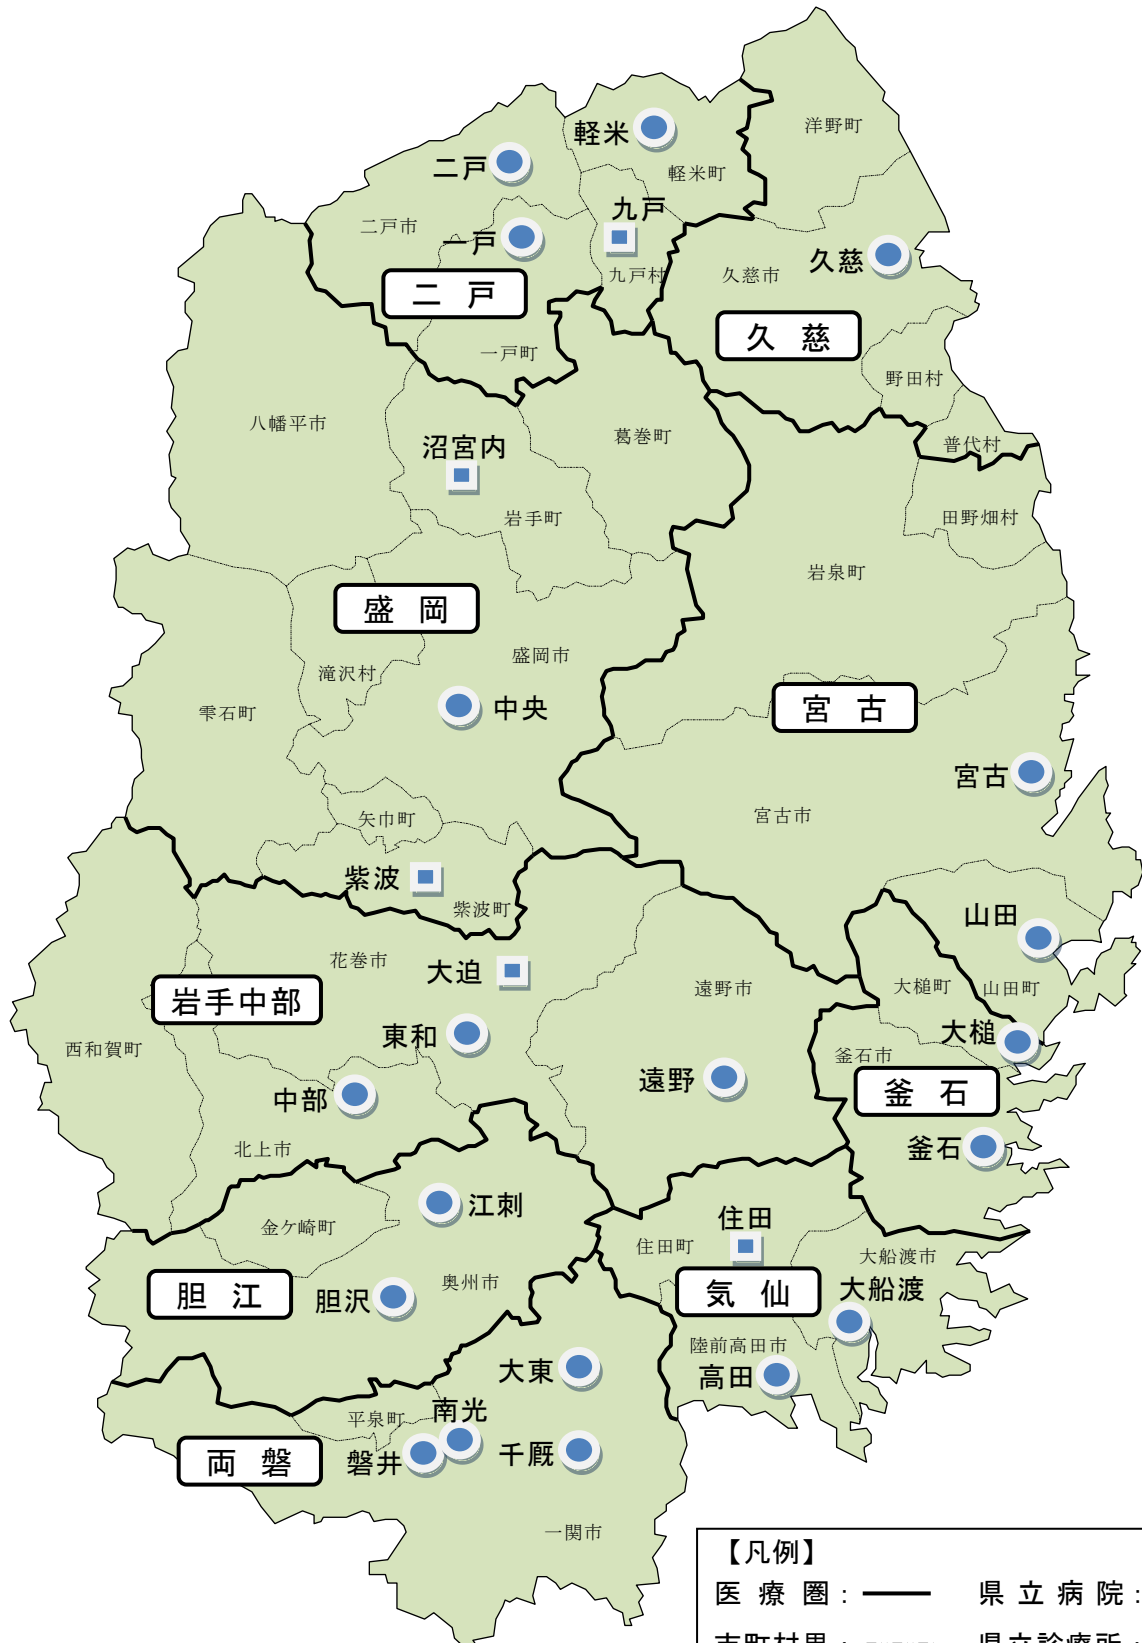 洋野町
軽米
二戸
軽米町
九戸
二戸市
一戸
久慈
九戸村
久慈市
二 戸
久 慈
一戸町
野田村
八幡平市
葛巻町
普代村
沼宮内
岩手町
田野畑村
岩泉町
盛 岡
盛岡市
滝沢村
雫石町
中央
宮 古
宮古
矢巾町
宮古市
紫波
紫波町
山田
花巻市
大迫
遠野市
大槌町
山田町
岩手中部
東和
大槌
西和賀町
釜石市
遠野
釜 石
中部
北上市
釜石
江刺
住田
金ケ崎町
住田町
大船渡市
奥州市
胆 江
胆沢
気 仙
大船渡
陸前高田市
大東
高田
南光
平泉町
両 磐
磐井
千厩
一関市
【凡例】
医 療 圏 : 県 立 病 院 :
市町村界 : 県立診療所 :